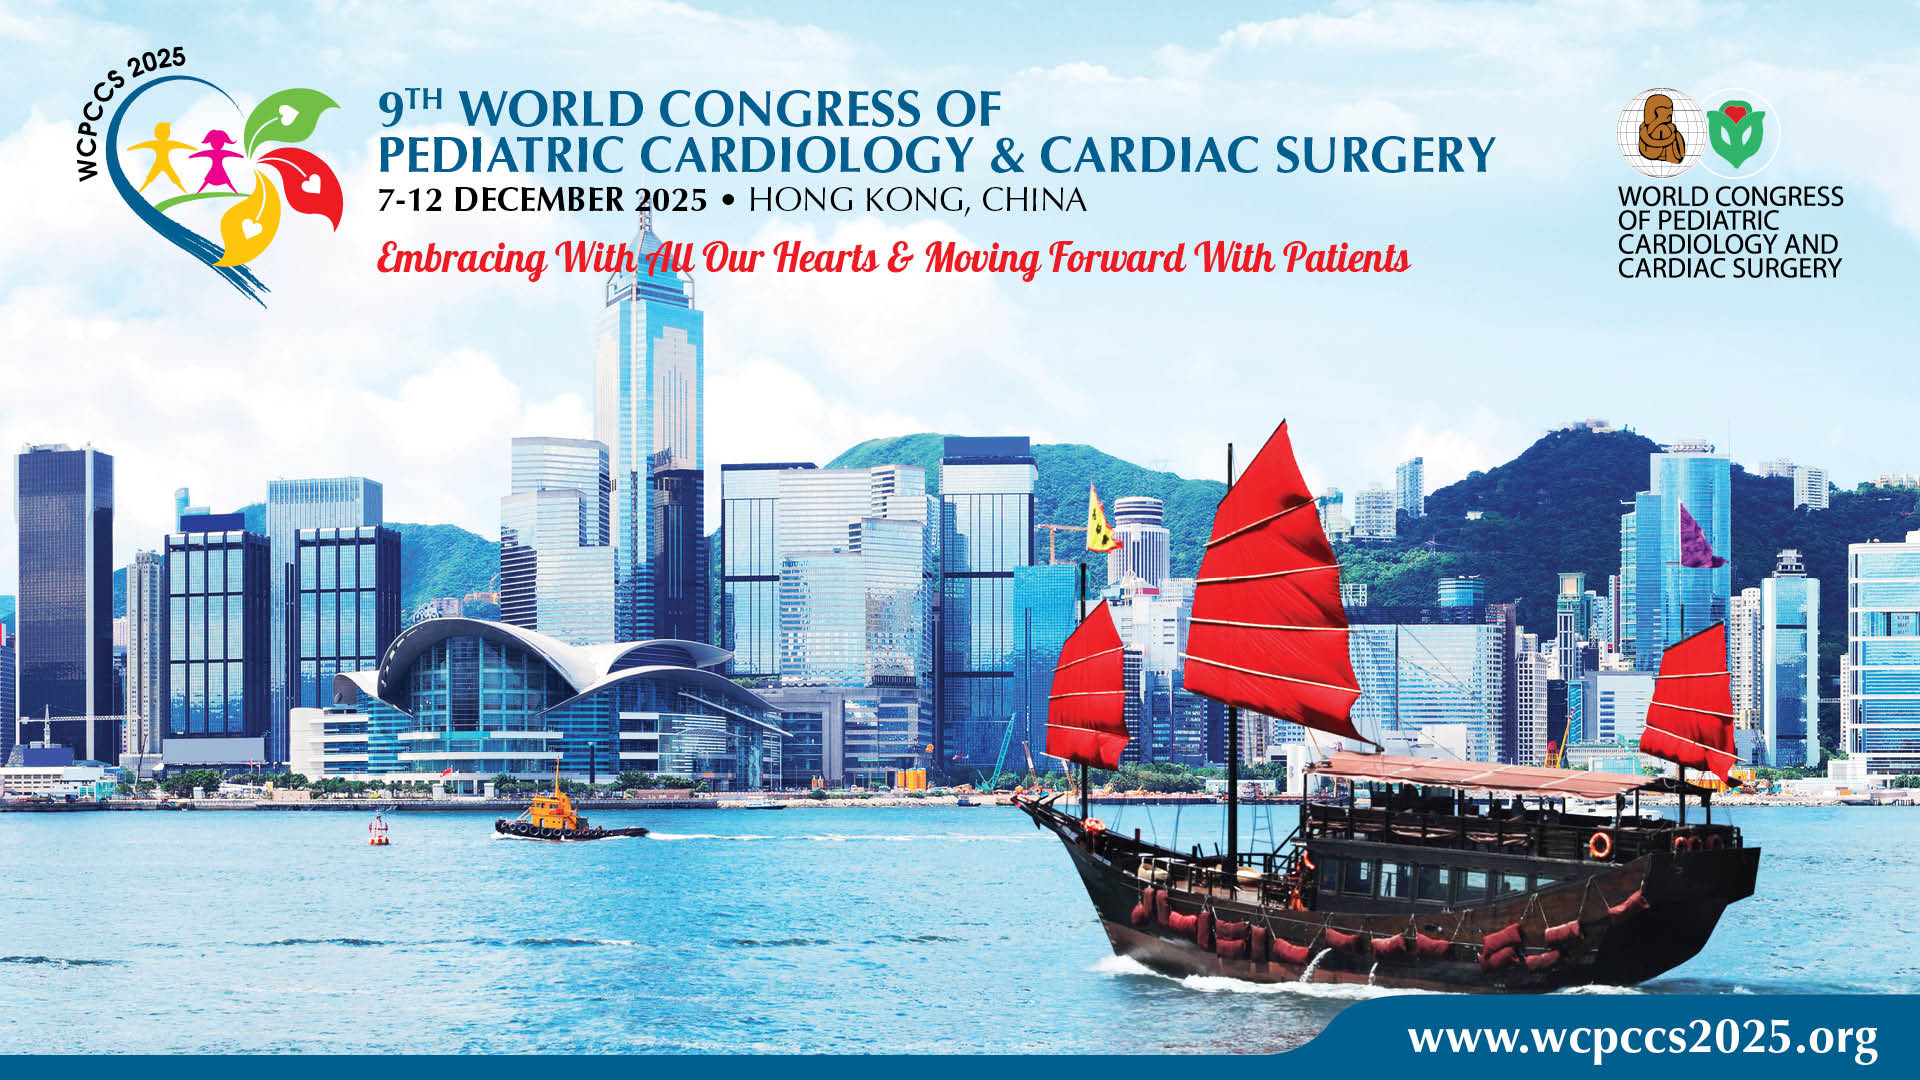 WCPCCS 2025
9TH WORLD CONGRESS OF
PEDIATRIC CARDIOLOGY & CARDIAC SURGERY
7-12 DECEMBER 2025 • HONG KONG, CHINA
Embracing With All Our Hearts & Moving Forward With Patients
WORLD CONGRESS
OF PEDIATRIC
CARDIOLOGY AND
CARDIAC SURGERY
www.wcpccs2025.org